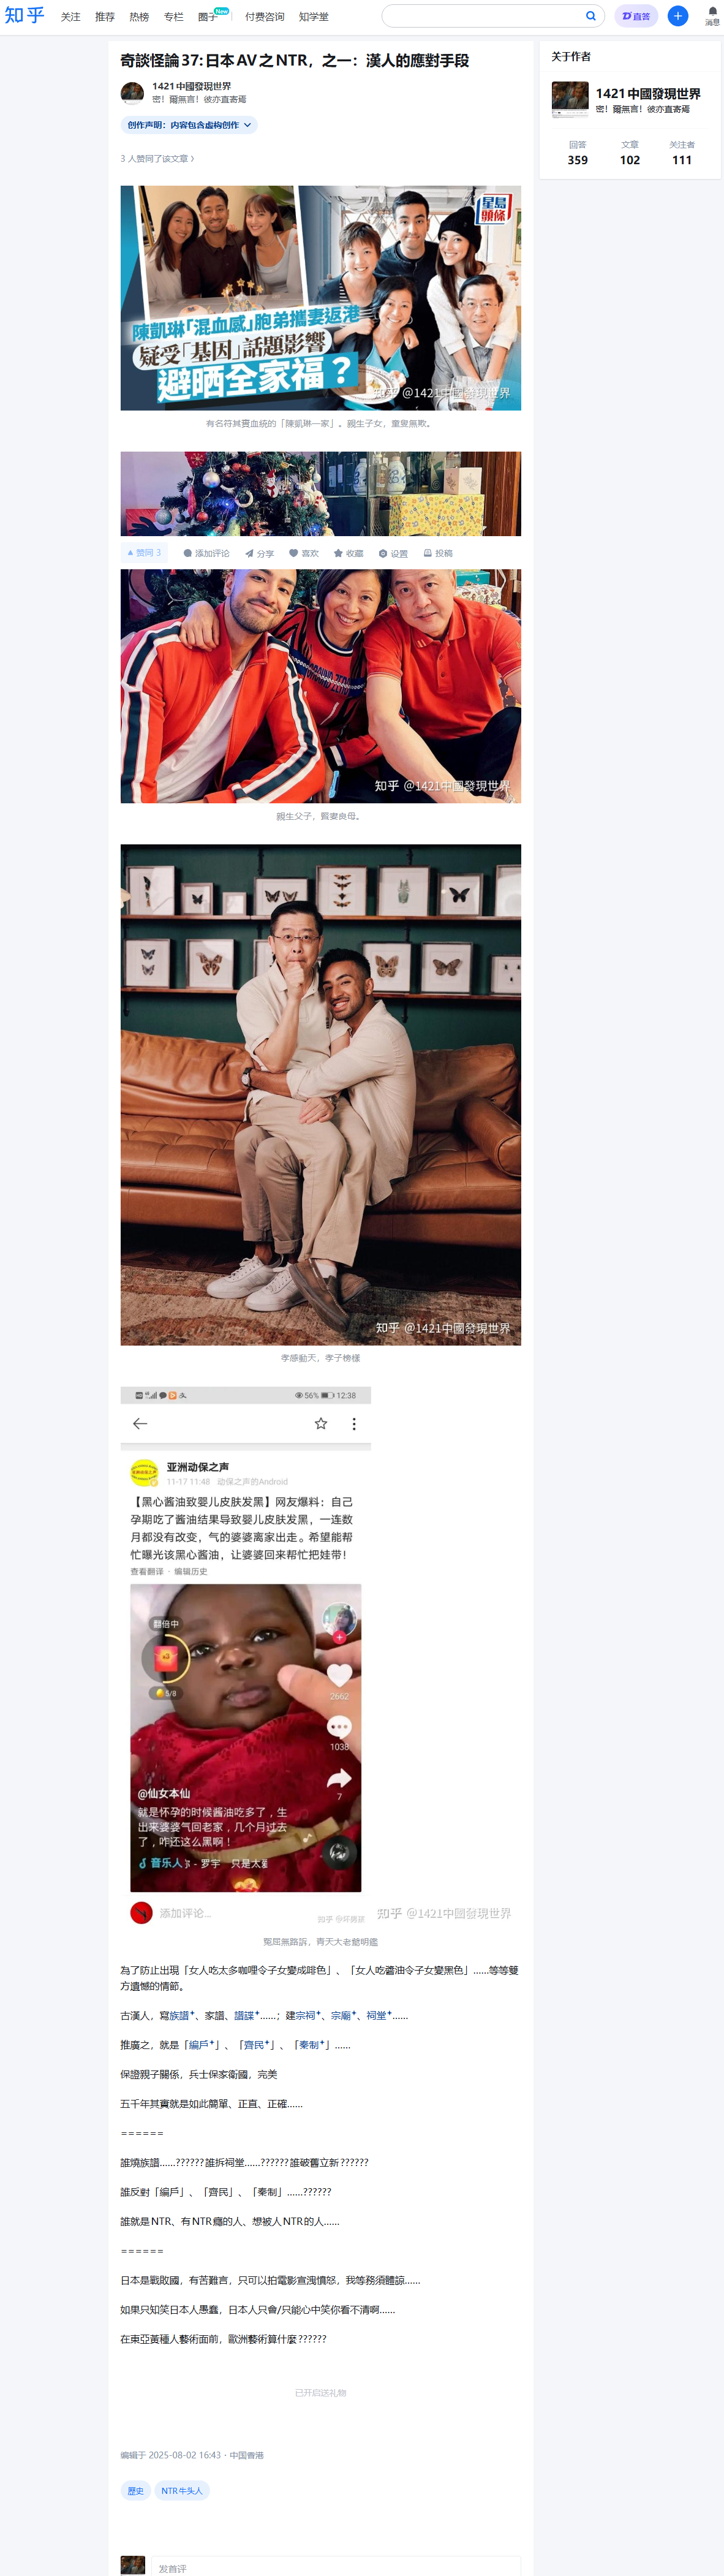 知乎 关注 推荐 热榜 专栏 圈子 New 付费咨询 知学堂 直答 消息
奇談怪論 37: 日本 AV 之 NTR，之一：漢人的應對手段
1421中國發現世界
密！爾無言！彼亦直寄焉
创作声明：内容包含虚构创作
3 人赞同了该文章
关于作者
1421中國發現世界
密！爾無言！彼亦直寄焉
回答 文章 关注者
359 102 111
星島頭條
陳凱琳「混血感」胞弟攜妻返港
疑受「基因」話題影響
避晒全家福？
知乎 @1421中國發現世界
有名符其實血統的「陳凱琳一家」。親生子女，童叟無欺。
赞同 3 添加评论 分享 喜欢 收藏 设置 投稿
知乎 @1421中國發現世界
親生父子，賢妻良母。
知乎 @1421中國發現世界
孝感動天，孝子榜樣
56% 12:38
亚洲动保之声
11-17 11:48 动保之声的Android
【黑心酱油致婴儿皮肤发黑】网友爆料：自己
孕期吃了酱油结果导致婴儿皮肤发黑，一连数
月都没有改变，气的婆婆离家出走。希望能帮
忙曝光该黑心酱油，让婆婆回来帮忙把娃带！
查看翻译 · 编辑历史
翻倍中
5/8
2662
1038
7
@仙女本仙
就是怀孕的时候酱油吃多了，生
出来婆婆气回老家，几个月过去
了，咋还这么黑啊！
音乐人 - 罗宇 只是太爱
添加评论...
知乎 @1421中國發現世界
冤屈無路訴，青天大老爺明鑑
為了防止出現「女人吃太多咖哩令子女變成啡色」、「女人吃醬油令子女變黑色」……等等雙
方遺憾的情節。
古漢人，寫族譜、家譜、譜諜……；建宗祠、宗廟、祠堂……
推廣之，就是「編戶」、「齊民」、「秦制」……
保證親子關係，兵士保家衛國，完美
五千年其實就是如此簡單、正直、正確……
======
誰燒族譜……??????誰拆祠堂……??????誰破舊立新??????
誰反對「編戶」、「齊民」、「秦制」……??????
誰就是 NTR、有 NTR 癮的人、想被人 NTR 的人……
======
日本是戰敗國，有苦難言，只可以拍電影宣洩憤怒，我等務須體諒……
如果只知笑日本人愚蠢，日本人只會/只能心中笑你看不清啊……
在東亞黃種人藝術面前，歐洲藝術算什麼??????
已开启送礼物
编辑于 2025-08-02 16:43・中国香港
歷史 NTR 牛头人
发首评